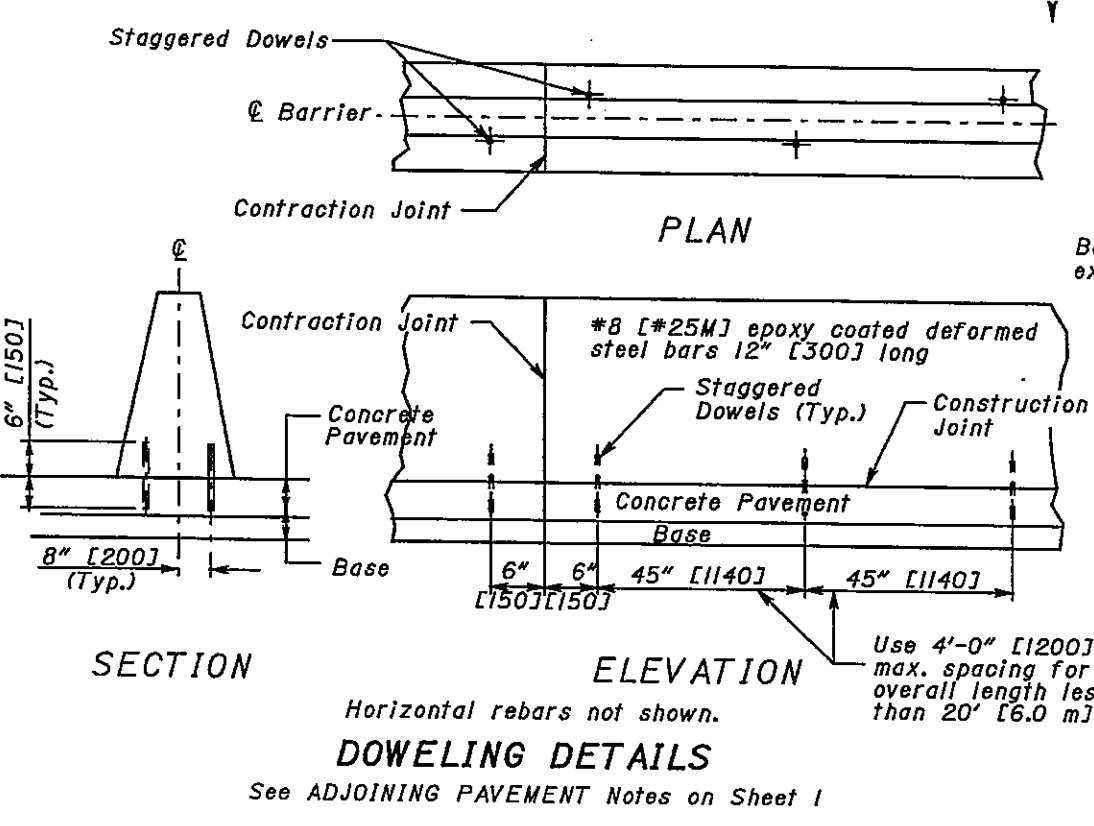 Staggered Dowels
℄ Barrier
Contraction Joint
PLAN
℄
6" [150]
(Typ.)
Concrete
Pavement
8" [200]
(Typ.)
Base
SECTION
Contraction Joint
#8 [#25M] epoxy coated deformed
steel bars 12" [300] long
Staggered
Dowels (Typ.)
Construction
Joint
Concrete Pavement
Base
6" 6" 45" [1140] 45" [1140]
[150] [150]
Use 4'-0" [1200]
max. spacing for
overall length les
than 20' [6.0 m]
ELEVATION
Horizontal rebars not shown.
DOWELING DETAILS
See ADJOINING PAVEMENT Notes on Sheet 1